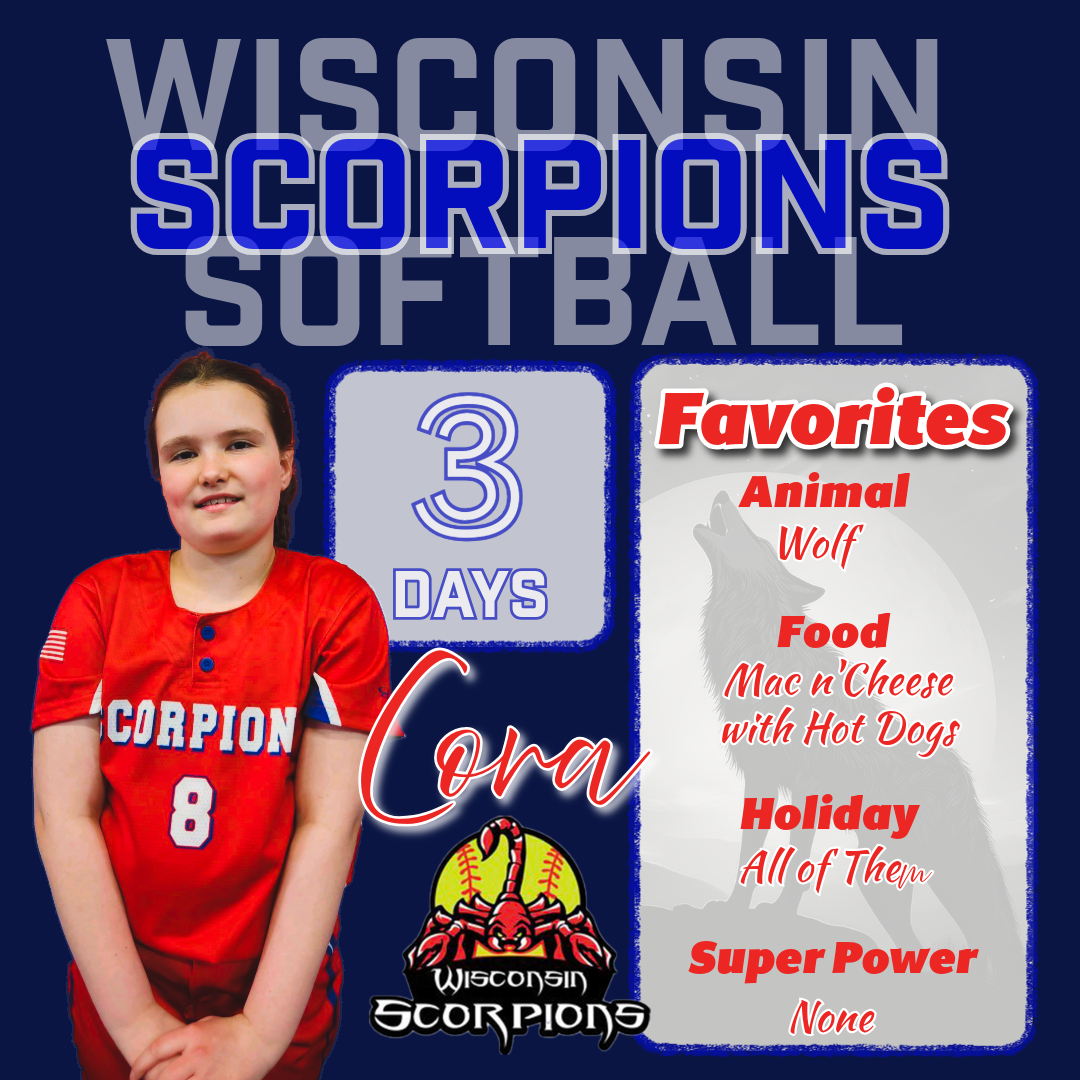 WISCONSIN
SCORPIONS
SOFTBALL
3
DAYS
Cora
SCORPION
8
WISCONSIN
SCORPIONS
Favorites
Animal
Wolf
Food
Mac n'Cheese
with Hot Dogs
Holiday
All of Them
Super Power
None